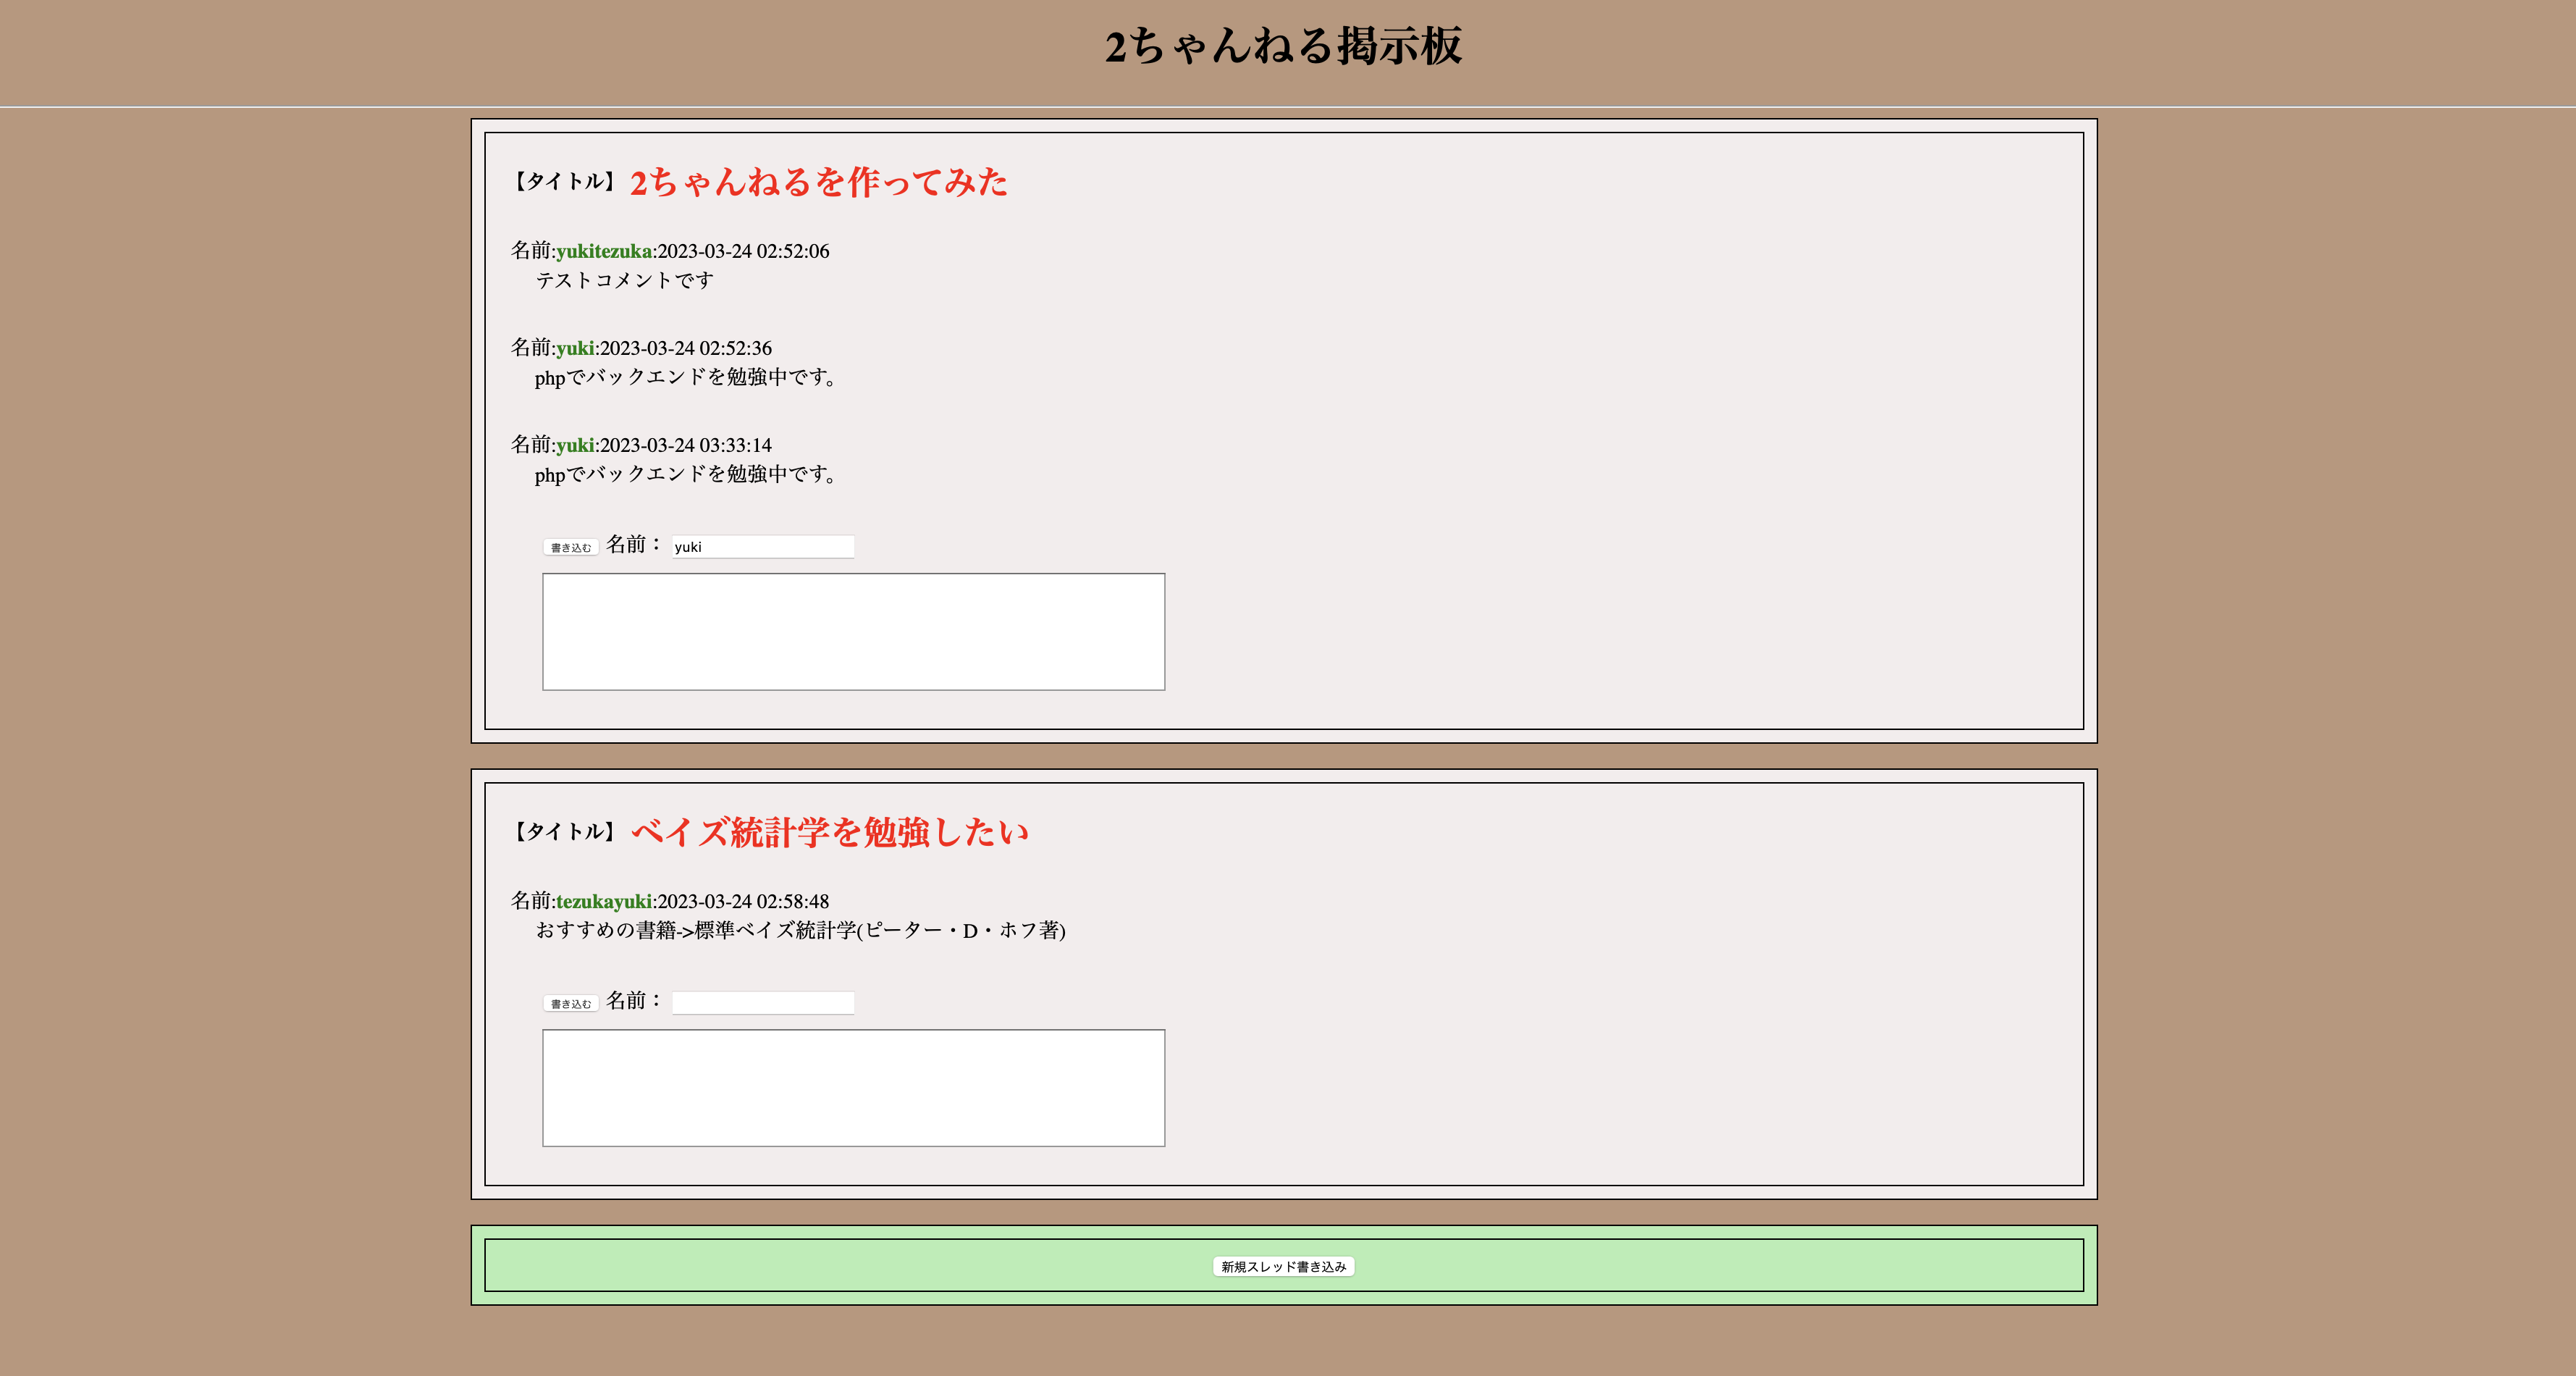 2ちゃんねる掲示板
【タイトル】 2ちゃんねるを作ってみた
名前:yukitezuka:2023-03-24 02:52:06
テストコメントです
名前:yuki:2023-03-24 02:52:36
phpでバックエンドを勉強中です。
名前:yuki:2023-03-24 03:33:14
phpでバックエンドを勉強中です。
書き込む 名前： yuki
【タイトル】 ベイズ統計学を勉強したい
名前:tezukayuki:2023-03-24 02:58:48
おすすめの書籍->標準ベイズ統計学(ピーター・D・ホフ著)
書き込む 名前：
新規スレッド書き込み